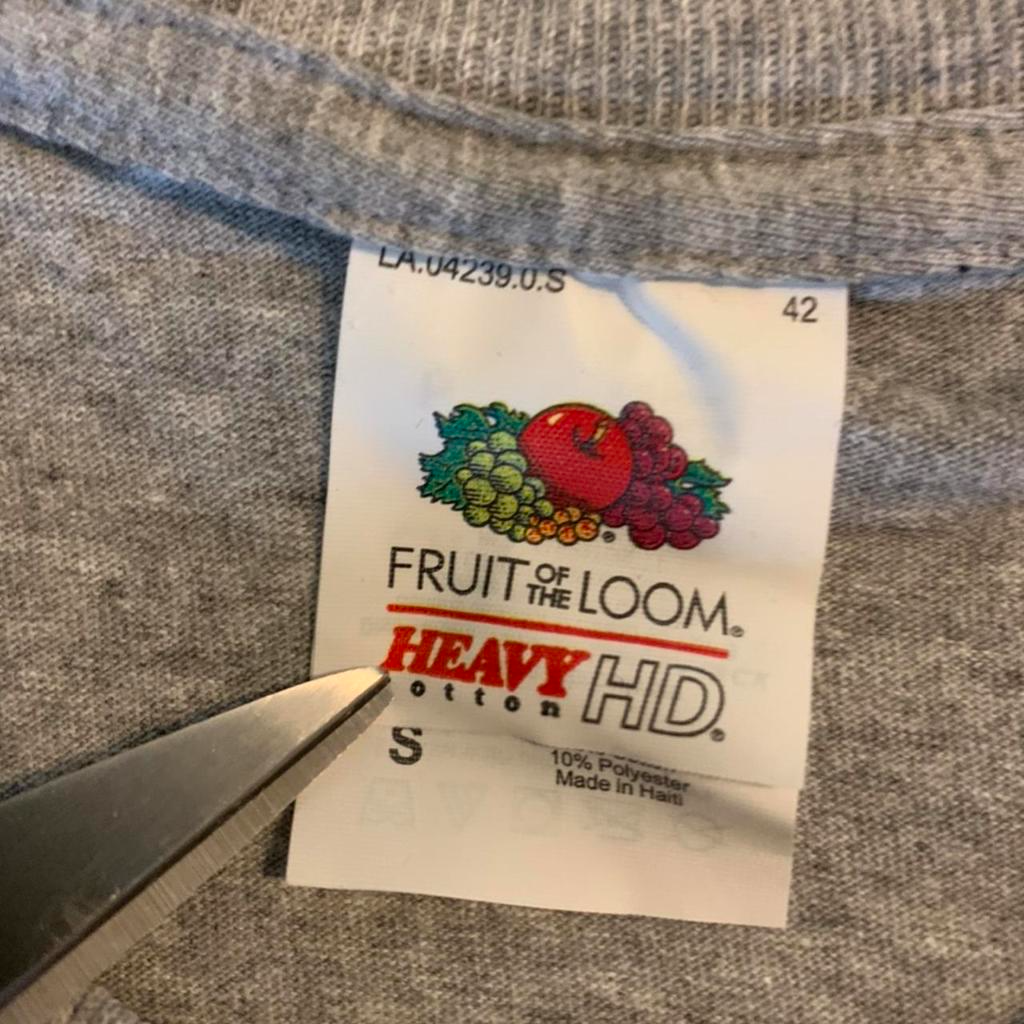 LA.04239.0.S
42
FRUIT OF THE LOOM®
HEAVY
otton HD®
S
10% Polyester
Made in Haiti